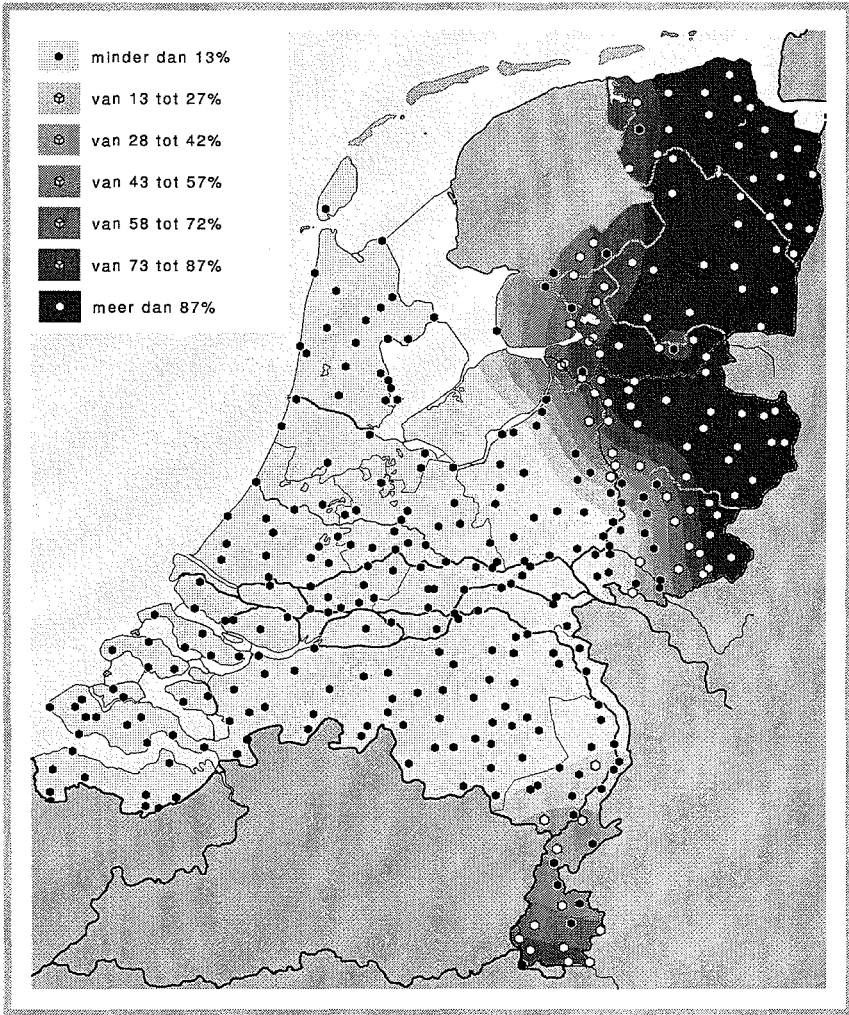 minder dan 13%
van 13 tot 27%
van 28 tot 42%
van 43 tot 57%
van 58 tot 72%
van 73 tot 87%
meer dan 87%